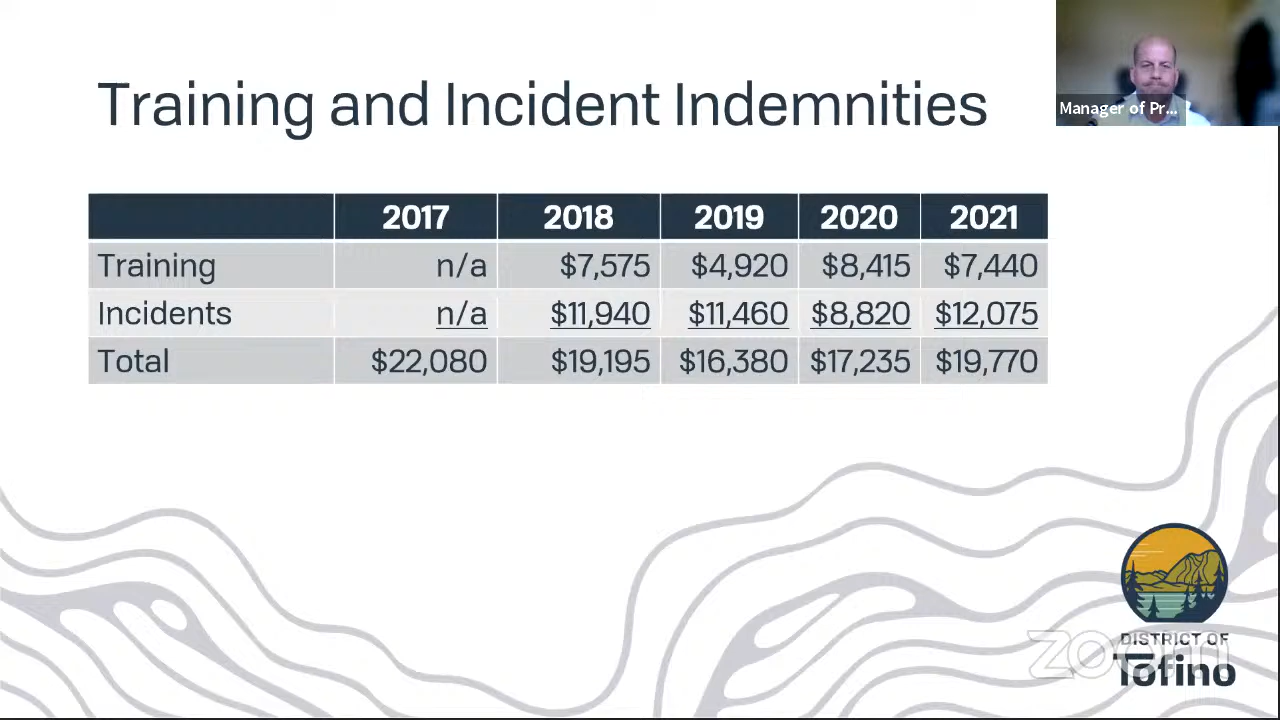 Training and Incident Indemnities
Manager of Pr...
2017 2018 2019 2020 2021
Training n/a $7,575 $4,920 $8,415 $7,440
Incidents n/a $11,940 $11,460 $8,820 $12,075
Total $22,080 $19,195 $16,380 $17,235 $19,770
DISTRICT OF
zoom
Tofino